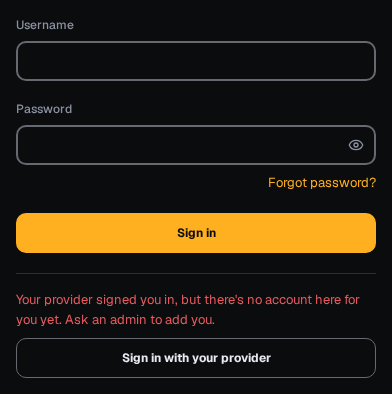 Username
Password
Forgot password?
Sign in
Your provider signed you in, but there's no account here for
you yet. Ask an admin to add you.
Sign in with your provider